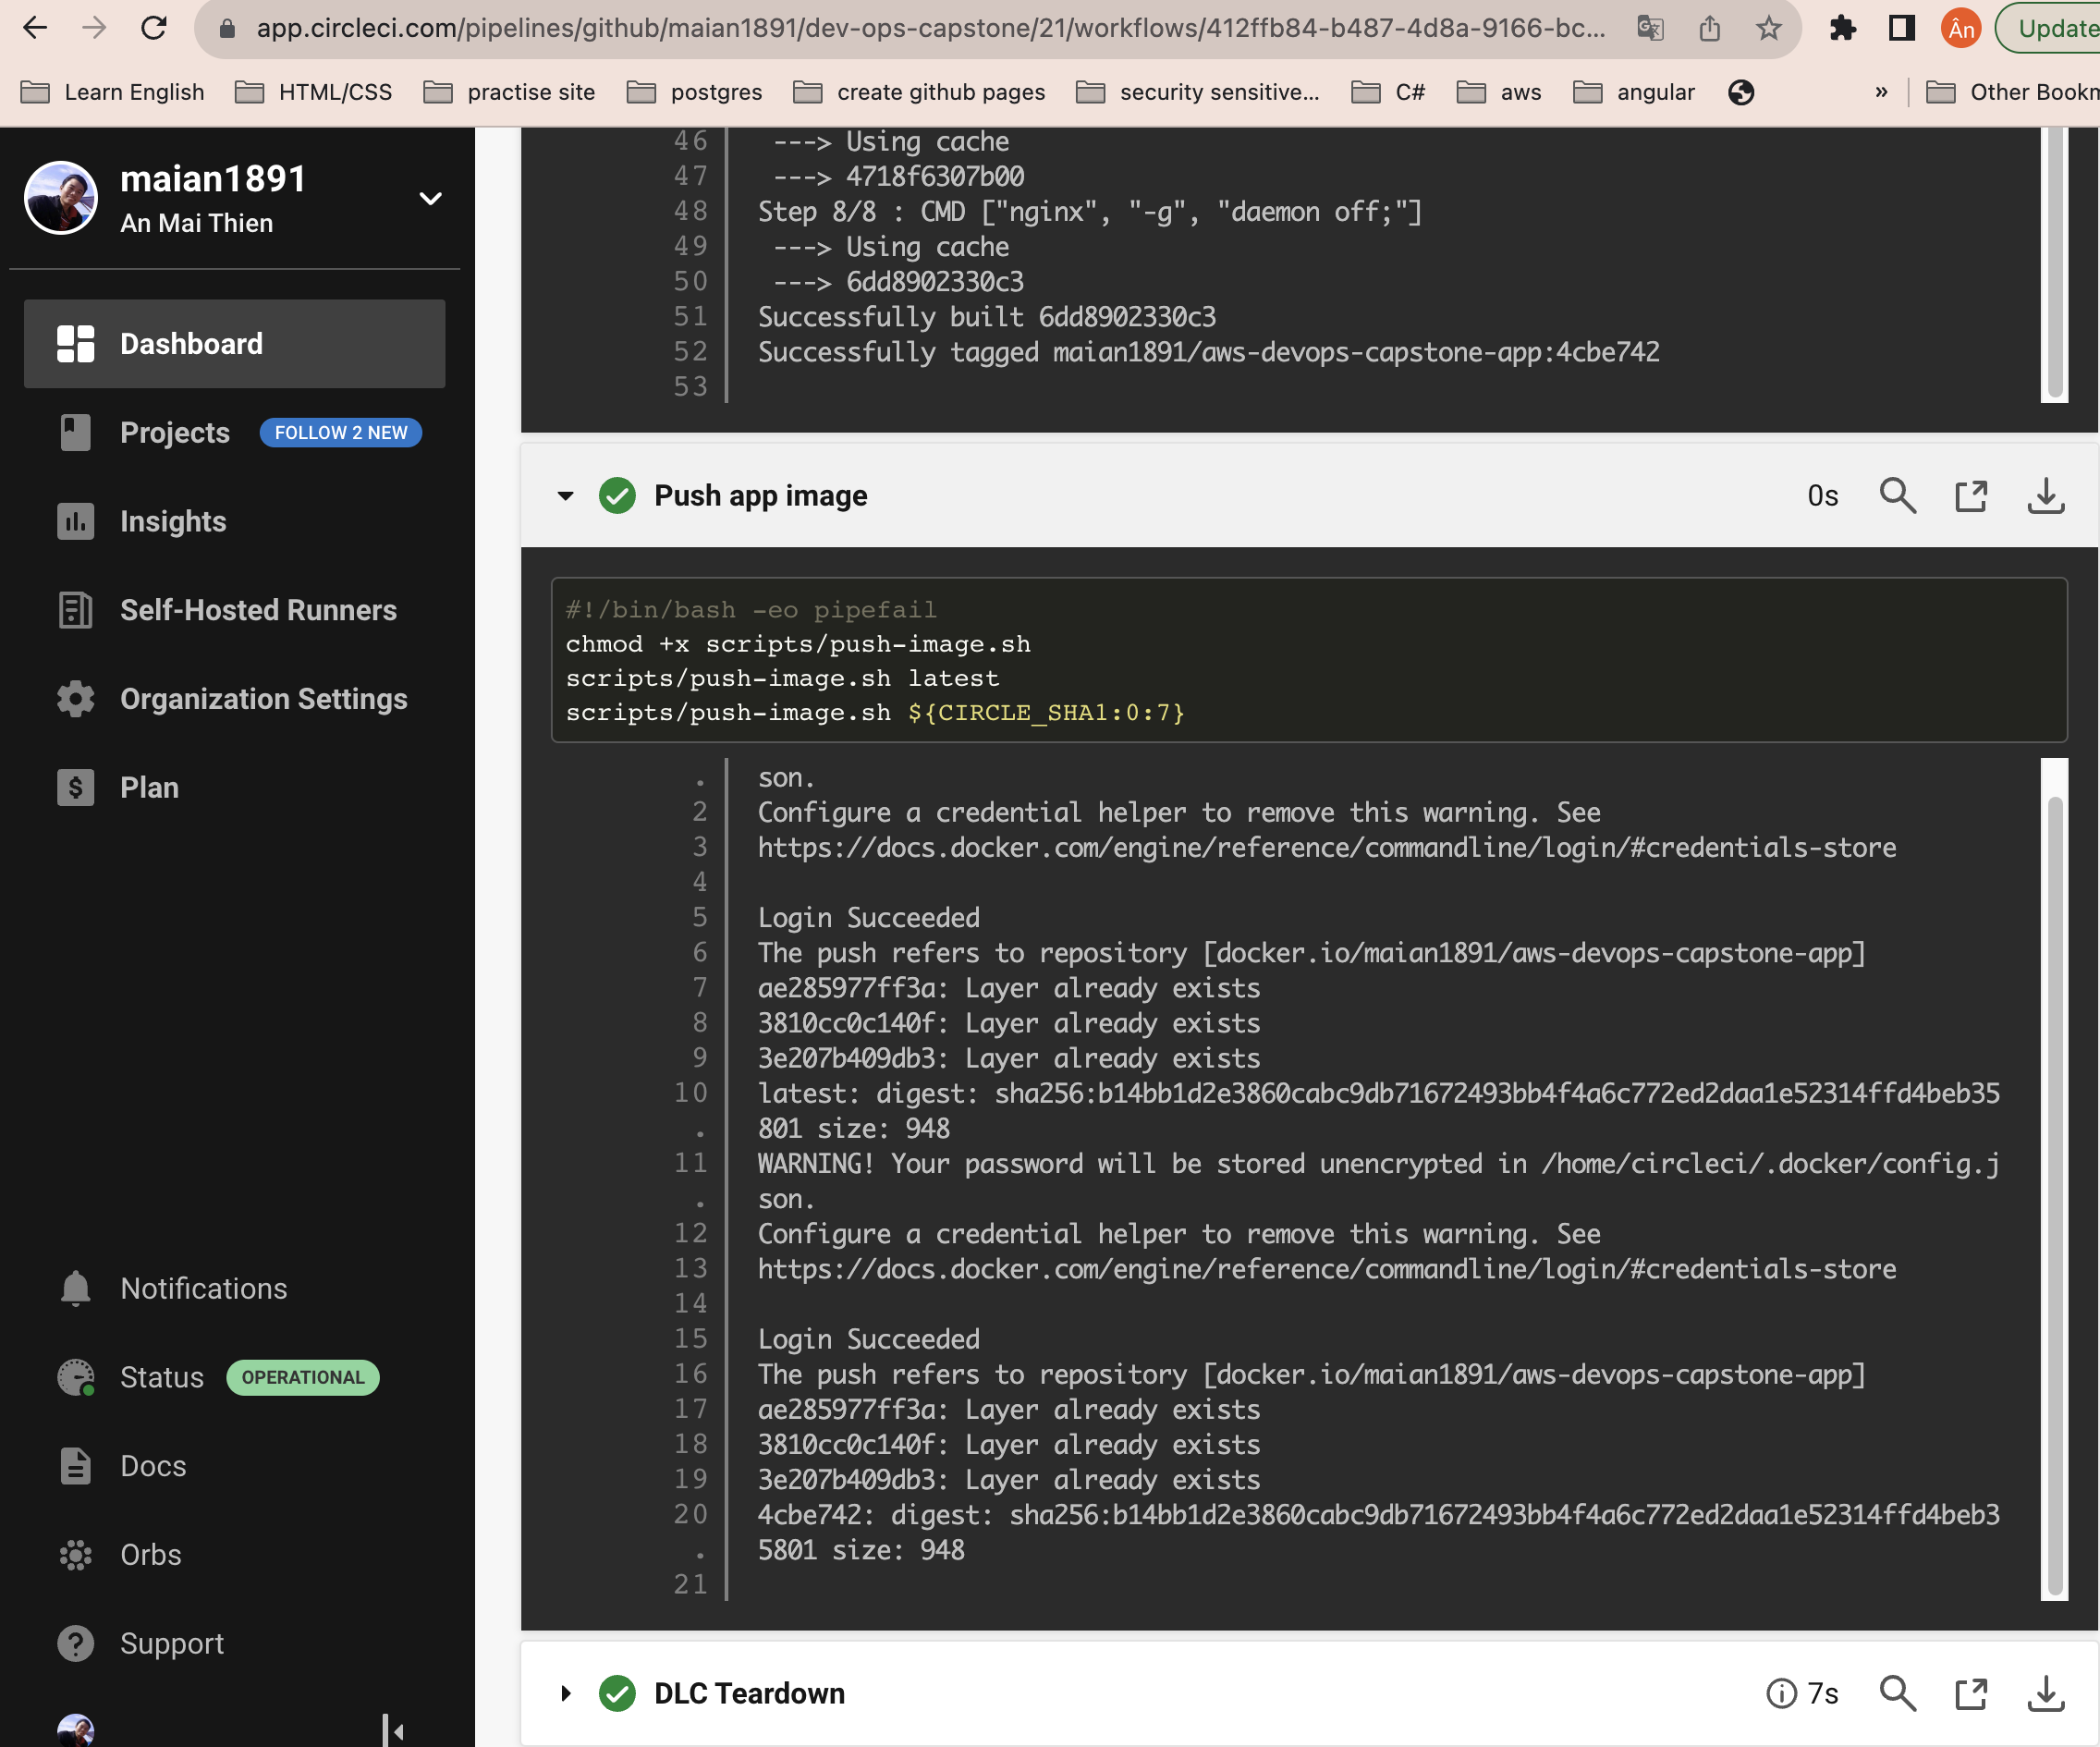 app.circleci.com/pipelines/github/maian1891/dev-ops-capstone/21/workflows/412ffb84-b487-4d8a-9166-bc...
Ân
Update
Learn English
HTML/CSS
practise site
postgres
create github pages
security sensitive...
C#
aws
angular
»
Other Bookm
maian1891
An Mai Thien
Dashboard
Projects FOLLOW 2 NEW
Insights
Self-Hosted Runners
Organization Settings
Plan
Notifications
Status OPERATIONAL
Docs
Orbs
Support
46 ---> Using cache
47 ---> 4718f6307b00
48 Step 8/8 : CMD ["nginx", "-g", "daemon off;"]
49 ---> Using cache
50 ---> 6dd8902330c3
51 Successfully built 6dd8902330c3
52 Successfully tagged maian1891/aws-devops-capstone-app:4cbe742
53
Push app image 0s
#!/bin/bash -eo pipefail
chmod +x scripts/push-image.sh
scripts/push-image.sh latest
scripts/push-image.sh ${CIRCLE_SHA1:0:7}
. son.
2 Configure a credential helper to remove this warning. See
3 https://docs.docker.com/engine/reference/commandline/login/#credentials-store
4
5 Login Succeeded
6 The push refers to repository [docker.io/maian1891/aws-devops-capstone-app]
7 ae285977ff3a: Layer already exists
8 3810cc0c140f: Layer already exists
9 3e207b409db3: Layer already exists
10 latest: digest: sha256:b14bb1d2e3860cabc9db71672493bb4f4a6c772ed2daa1e52314ffd4beb35
. 801 size: 948
11 WARNING! Your password will be stored unencrypted in /home/circleci/.docker/config.j
. son.
12 Configure a credential helper to remove this warning. See
13 https://docs.docker.com/engine/reference/commandline/login/#credentials-store
14
15 Login Succeeded
16 The push refers to repository [docker.io/maian1891/aws-devops-capstone-app]
17 ae285977ff3a: Layer already exists
18 3810cc0c140f: Layer already exists
19 3e207b409db3: Layer already exists
20 4cbe742: digest: sha256:b14bb1d2e3860cabc9db71672493bb4f4a6c772ed2daa1e52314ffd4beb3
. 5801 size: 948
21
DLC Teardown 7s